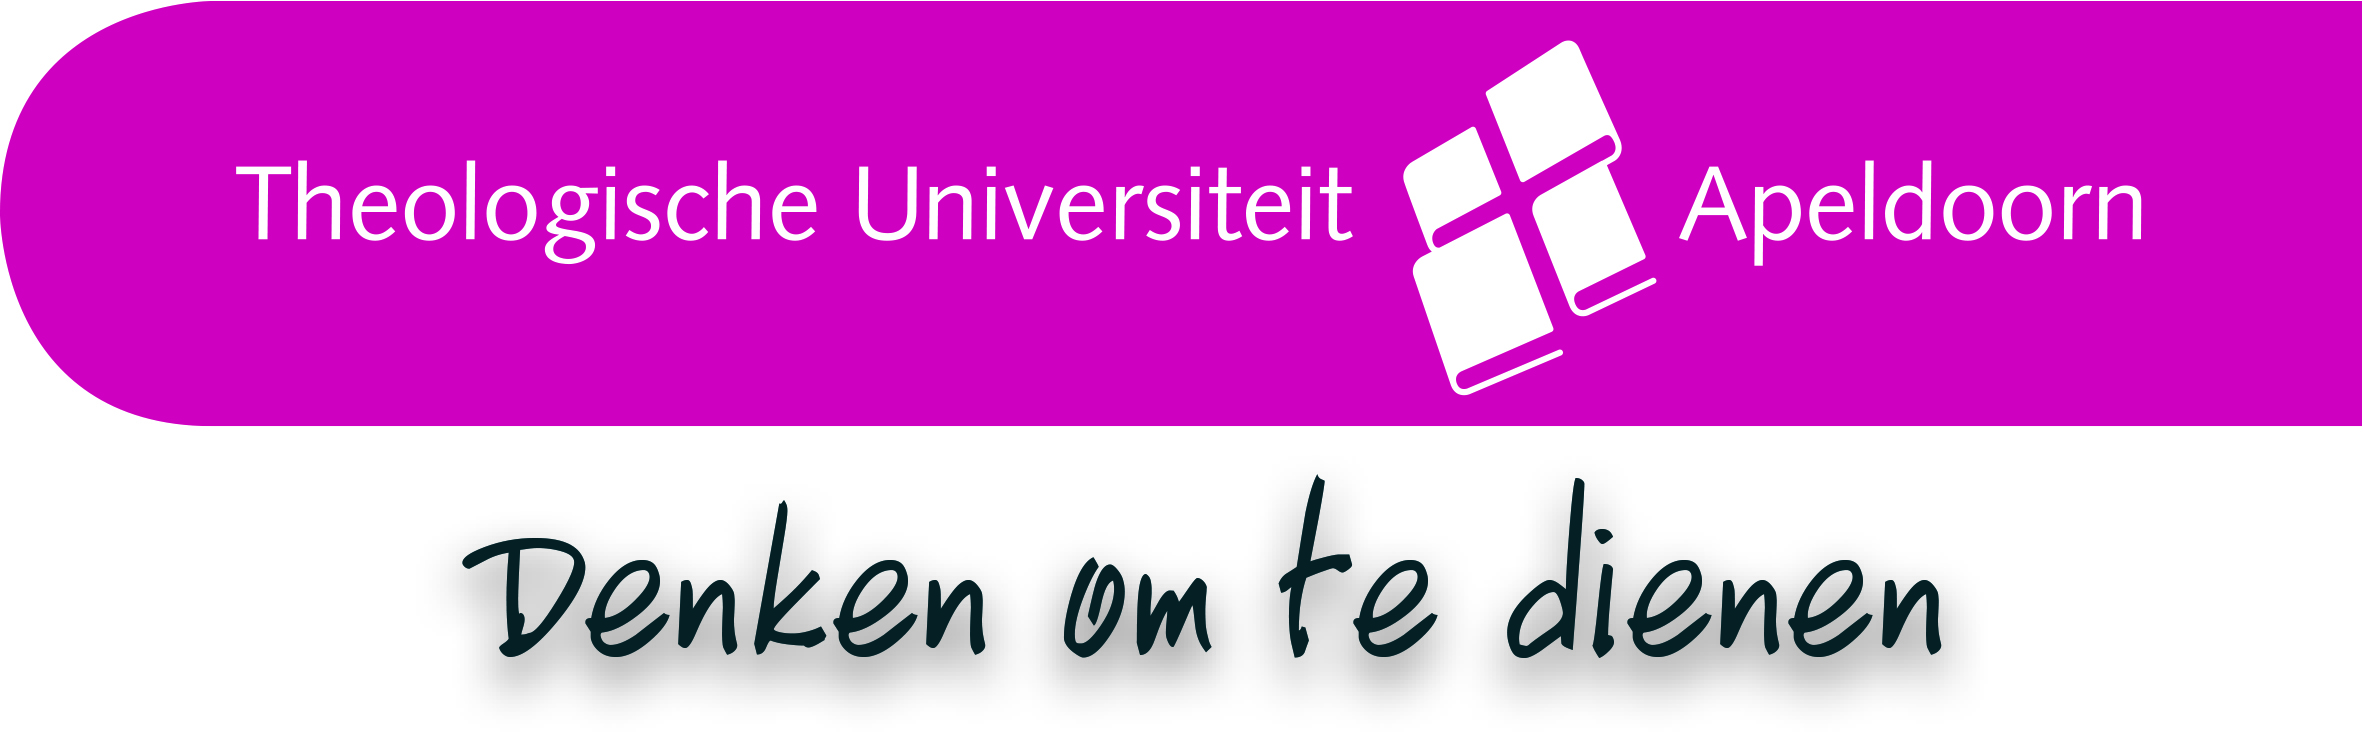 Theologische Universiteit Apeldoorn
Denken om te dienen